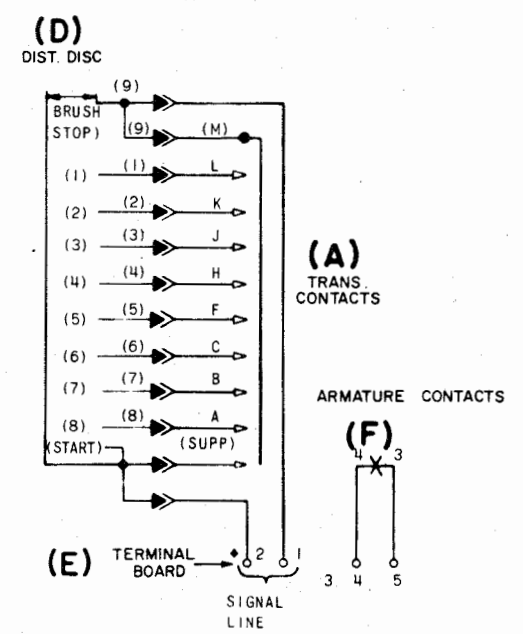 (D)
DIST. DISC
(9)
BRUSH
STOP)
(9) (M)
(1) (1) L
(2) (2) K
(3) (3) J
(4) (4) H
(5) (5) F
(6) (6) C
(7) (7) B
(8) (8) A
(START)
(SUPP)
(A)
TRANS.
CONTACTS
ARMATURE CONTACTS
(F)
4 3
(E)
TERMINAL
BOARD
2 1
3 4 5
SIGNAL
LINE